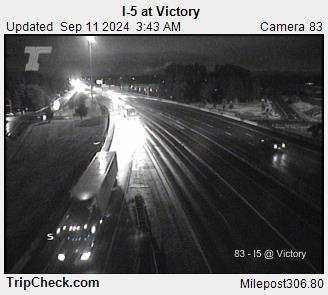 I-5 at Victory
Updated Sep 11 2024 3:43 AM Camera 83
T
S
83 - I5 @ Victory
TripCheck.com Milepost306.80